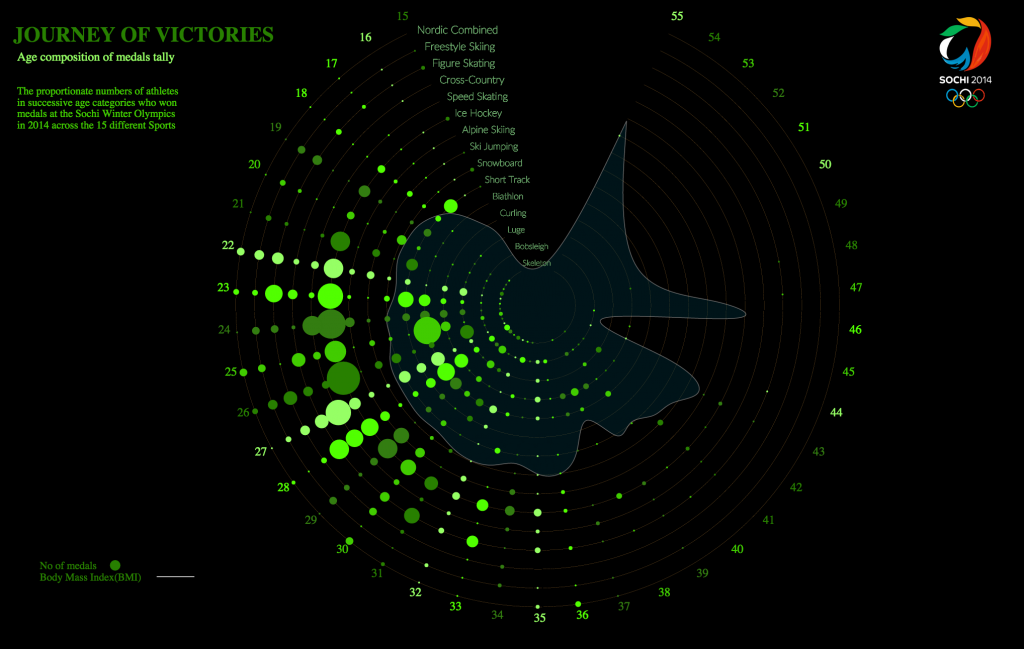 JOURNEY OF VICTORIES
Age composition of medals tally
The proportionate numbers of athletes
in successive age categories who won
medals at the Sochi Winter Olympics
in 2014 across the 15 different Sports
SOCHI 2014
Nordic Combined
Freestyle Skiing
Figure Skating
Cross-Country
Speed Skating
Ice Hockey
Alpine Skiing
Ski Jumping
Snowboard
Short Track
Biathlon
Curling
Luge
Bobsleigh
Skeleton
15
16
17
18
19
20
21
22
23
24
25
26
27
28
29
30
31
32
33
34
35
36
37
38
39
40
41
42
43
44
45
46
47
48
49
50
51
52
53
54
55
No of medals
Body Mass Index(BMI)